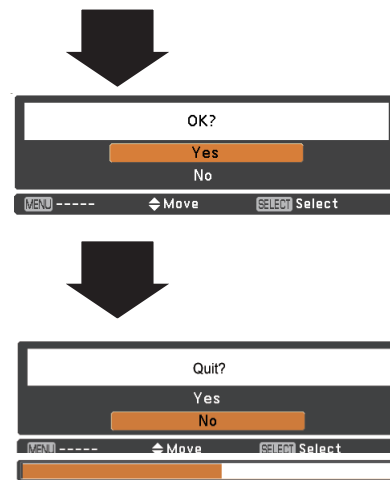 OK?
Yes
No
MENU ----- Move SELECT Select
Quit?
Yes
No
MENU ----- Move SELECT Select